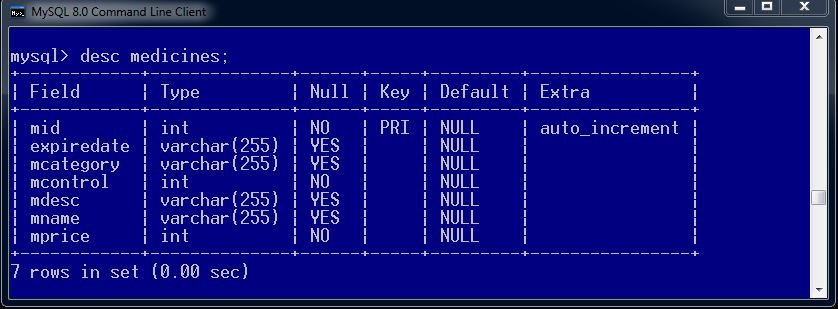 MySQL 8.0 Command Line Client
mysql> desc medicines;
+------------+--------------+------+-----+---------+----------------+
| Field      | Type         | Null | Key | Default | Extra          |
+------------+--------------+------+-----+---------+----------------+
| mid        | int          | NO   | PRI | NULL    | auto_increment |
| expiredate | varchar(255) | YES  |     | NULL    |                |
| mcategory  | varchar(255) | YES  |     | NULL    |                |
| mcontrol   | int          | NO   |     | NULL    |                |
| mdesc      | varchar(255) | YES  |     | NULL    |                |
| mname      | varchar(255) | YES  |     | NULL    |                |
| mprice     | int          | NO   |     | NULL    |                |
+------------+--------------+------+-----+---------+----------------+
7 rows in set (0.00 sec)